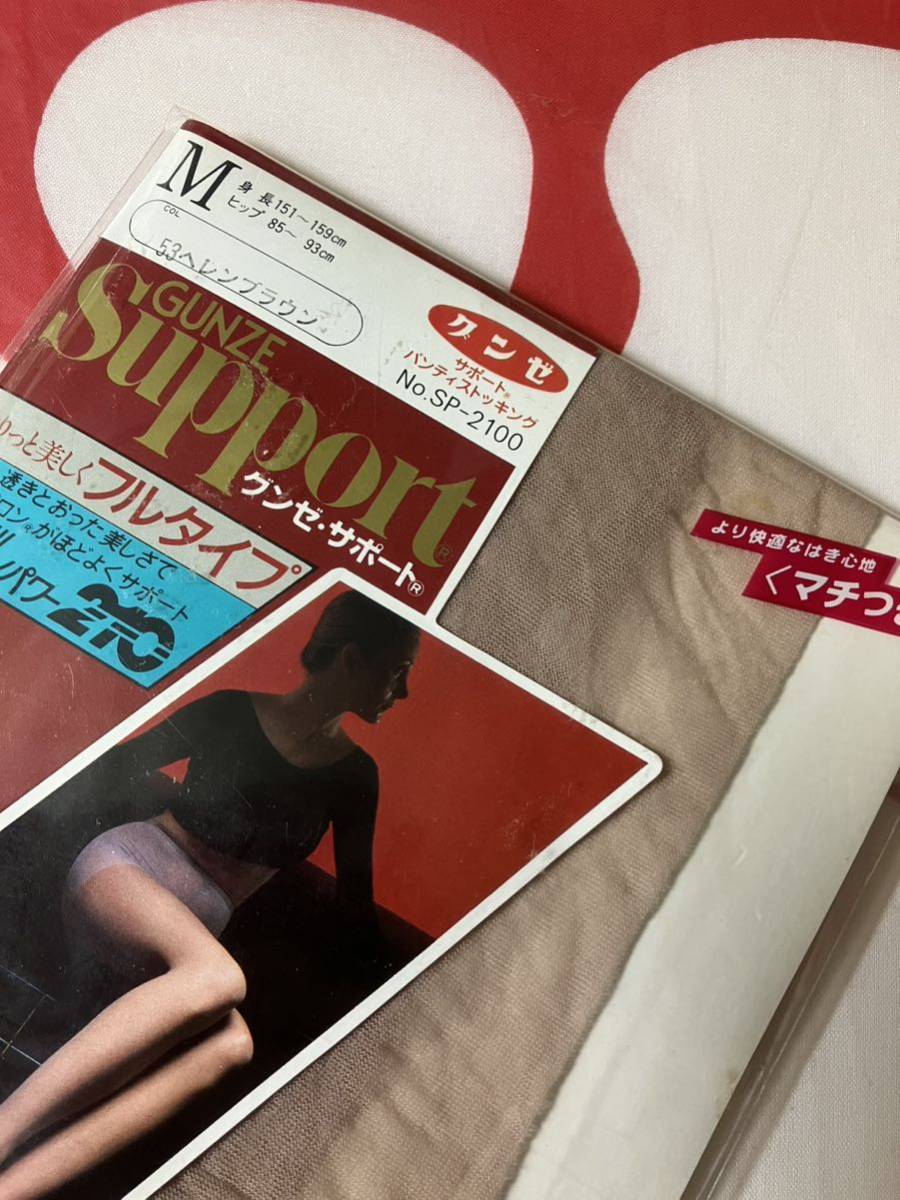 M
身長151〜159cm
ヒップ 85〜 93cm
COL
53ヘレンブラウン
GUNZE
Support®
グンゼ・サポート®
グンゼ
サポート®
パンティストッキング
No.SP-2100
っと美しく フルタイプ
透きとおった美しさで
ロン®がほどよくサポート
パワー 270
より快適なはき心地
〈マチつ